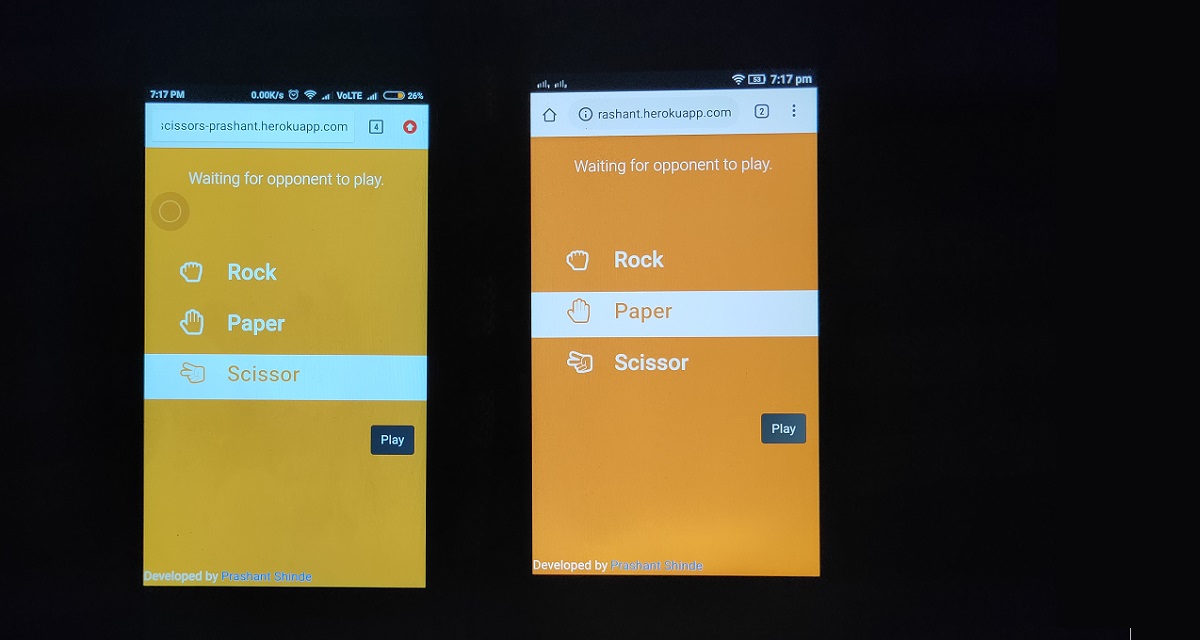 7:17 PM 0.00K/s VoLTE 26%
cissors-prashant.herokuapp.com 4
Waiting for opponent to play.
Rock
Paper
Scissor
Play
Developed by Prashant Shinde
53 7:17 pm
rashant.herokuapp.com 2
Waiting for opponent to play.
Rock
Paper
Scissor
Play
Developed by Prashant Shinde